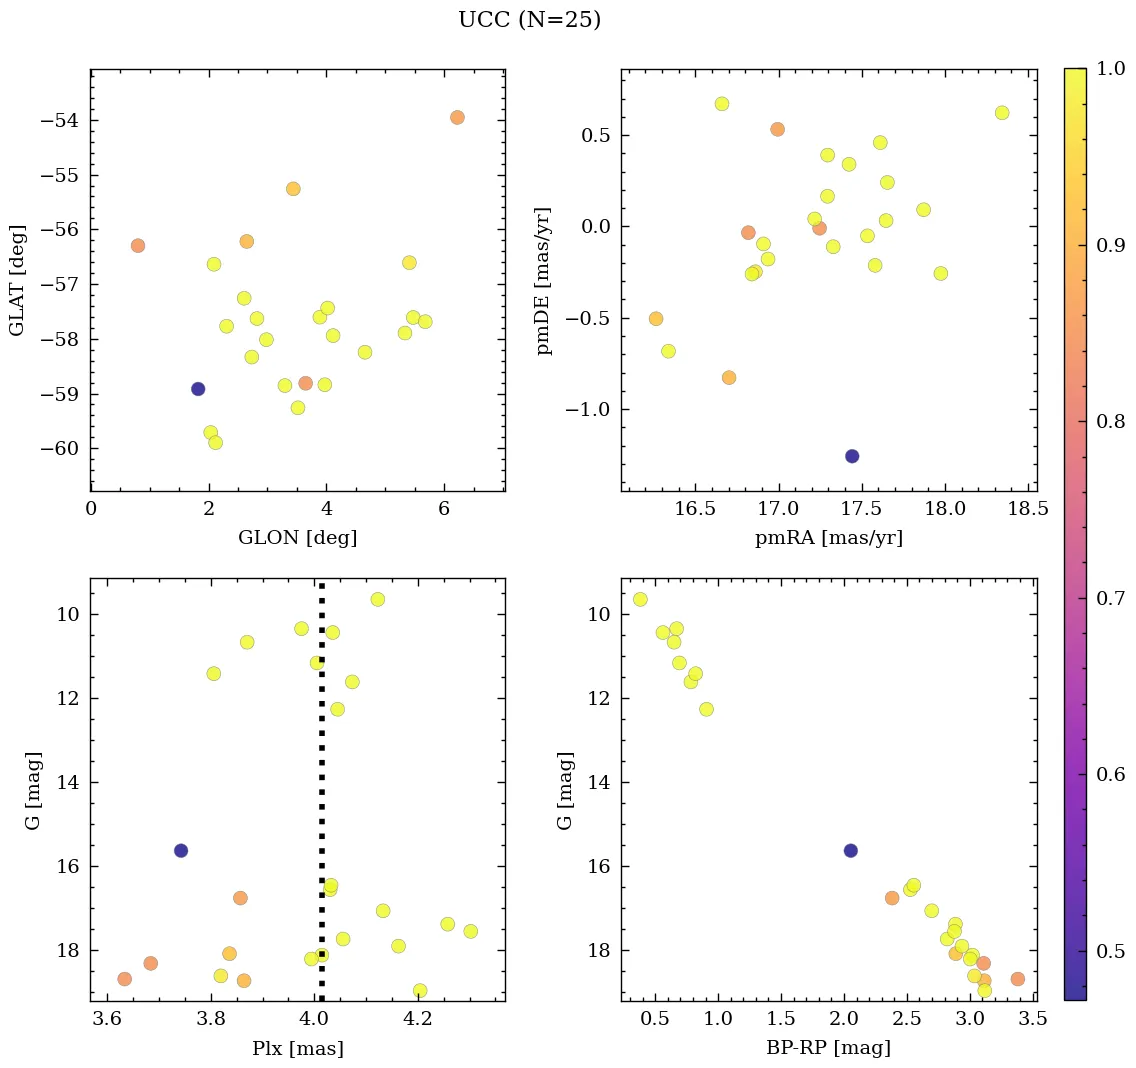 UCC (N=25)
−54
−55
−56
−57
−58
−59
−60
GLAT [deg]
0 2 4 6
GLON [deg]
0.5
0.0
−0.5
−1.0
pmDE [mas/yr]
16.5 17.0 17.5 18.0 18.5
pmRA [mas/yr]
10
12
14
16
18
G [mag]
3.6 3.8 4.0 4.2
Plx [mas]
10
12
14
16
18
G [mag]
0.5 1.0 1.5 2.0 2.5 3.0 3.5
BP-RP [mag]
1.0
0.9
0.8
0.7
0.6
0.5